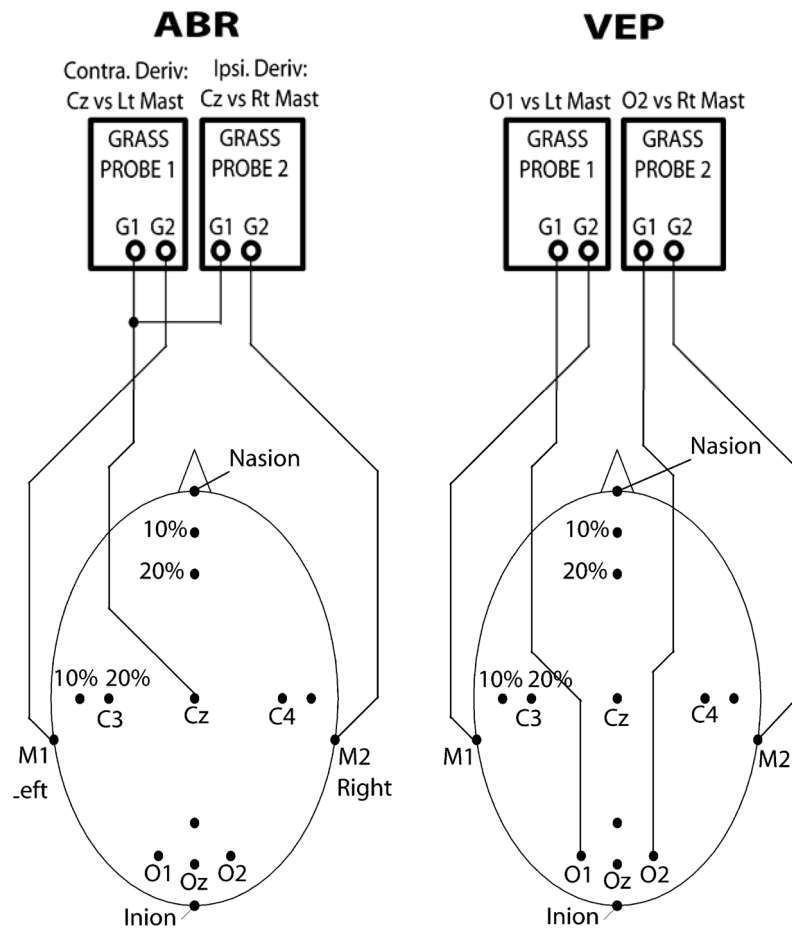 ABR
Contra. Deriv:
Cz vs Lt Mast
Ipsi. Deriv:
Cz vs Rt Mast
GRASS
PROBE 1
G1 G2
GRASS
PROBE 2
G1 G2
Nasion
10%
20%
10% 20%
C3
Cz
C4
M1
Left
M2
Right
O1
Oz
O2
Inion
VEP
O1 vs Lt Mast
O2 vs Rt Mast
GRASS
PROBE 1
G1 G2
GRASS
PROBE 2
G1 G2
Nasion
10%
20%
10% 20%
C3
Cz
C4
M1
M2
O1
Oz
O2
Inion